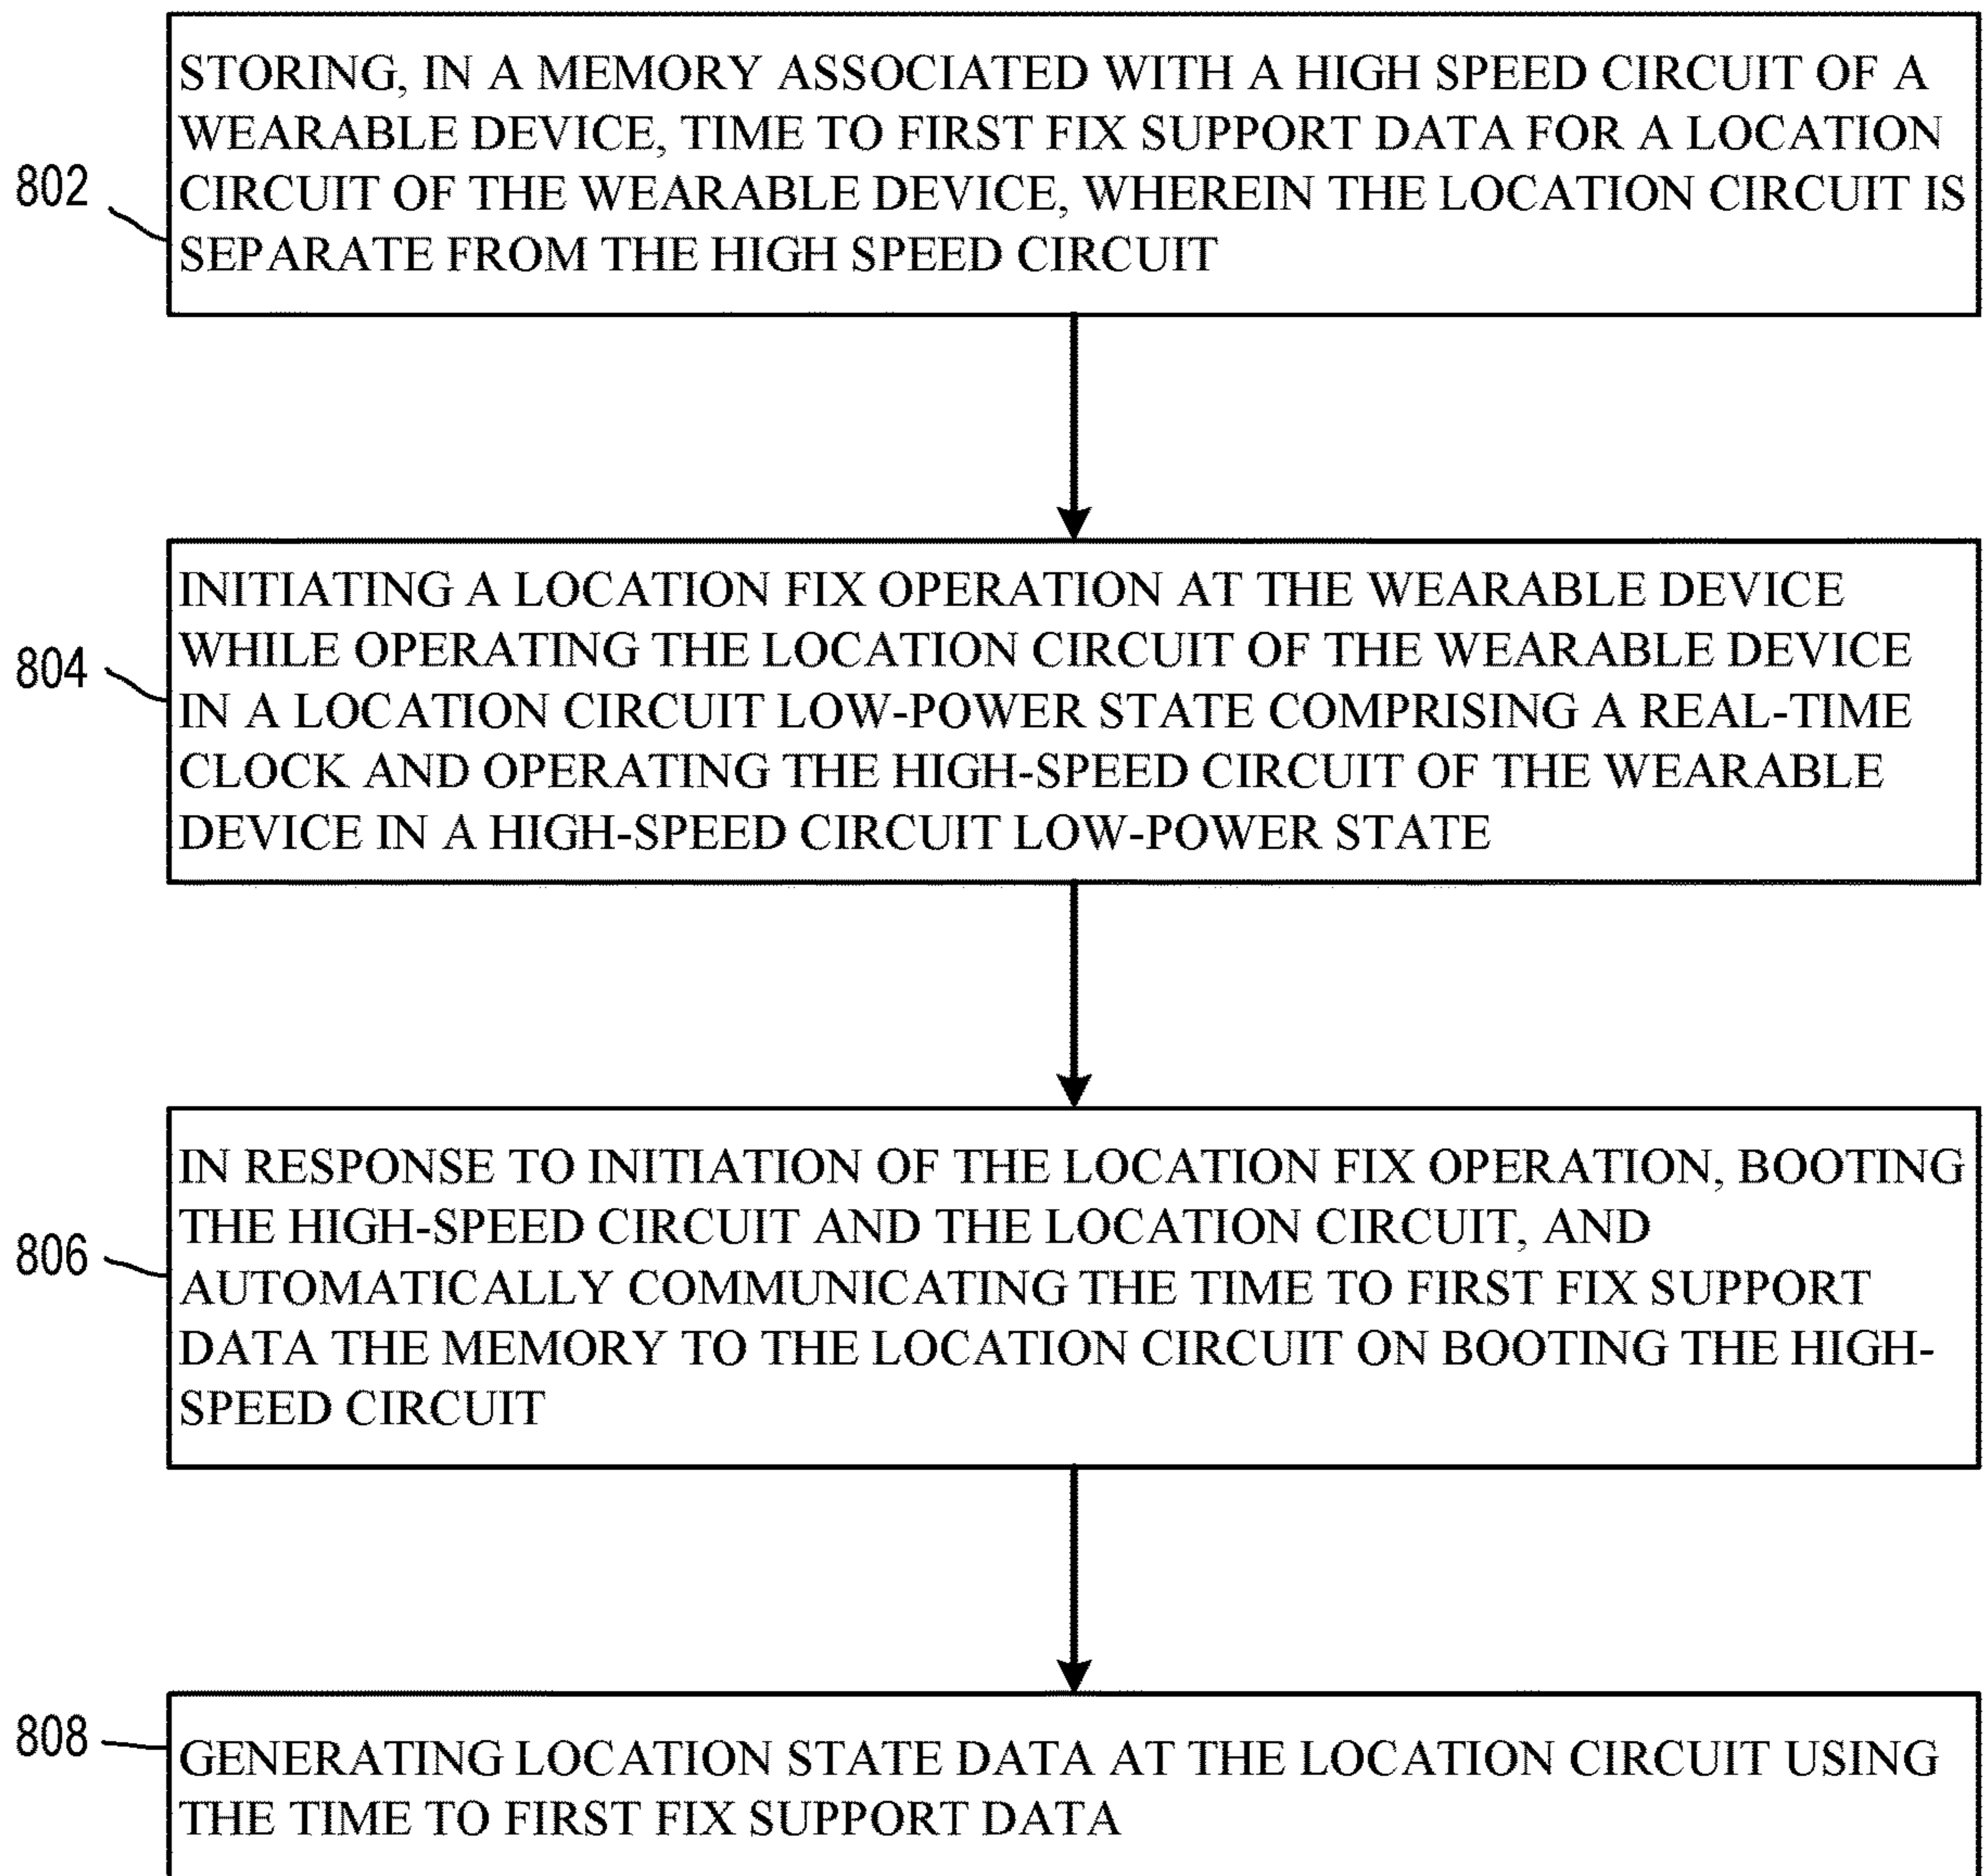 STORING, IN A MEMORY ASSOCIATED WITH A HIGH SPEED CIRCUIT OF A
WEARABLE DEVICE, TIME TO FIRST FIX SUPPORT DATA FOR A LOCATION
CIRCUIT OF THE WEARABLE DEVICE, WHEREIN THE LOCATION CIRCUIT IS
SEPARATE FROM THE HIGH SPEED CIRCUIT
802
INITIATING A LOCATION FIX OPERATION AT THE WEARABLE DEVICE
WHILE OPERATING THE LOCATION CIRCUIT OF THE WEARABLE DEVICE
IN A LOCATION CIRCUIT LOW-POWER STATE COMPRISING A REAL-TIME
CLOCK AND OPERATING THE HIGH-SPEED CIRCUIT OF THE WEARABLE
DEVICE IN A HIGH-SPEED CIRCUIT LOW-POWER STATE
804
IN RESPONSE TO INITIATION OF THE LOCATION FIX OPERATION, BOOTING
THE HIGH-SPEED CIRCUIT AND THE LOCATION CIRCUIT, AND
AUTOMATICALLY COMMUNICATING THE TIME TO FIRST FIX SUPPORT
DATA THE MEMORY TO THE LOCATION CIRCUIT ON BOOTING THE HIGH-
SPEED CIRCUIT
806
GENERATING LOCATION STATE DATA AT THE LOCATION CIRCUIT USING
THE TIME TO FIRST FIX SUPPORT DATA
808